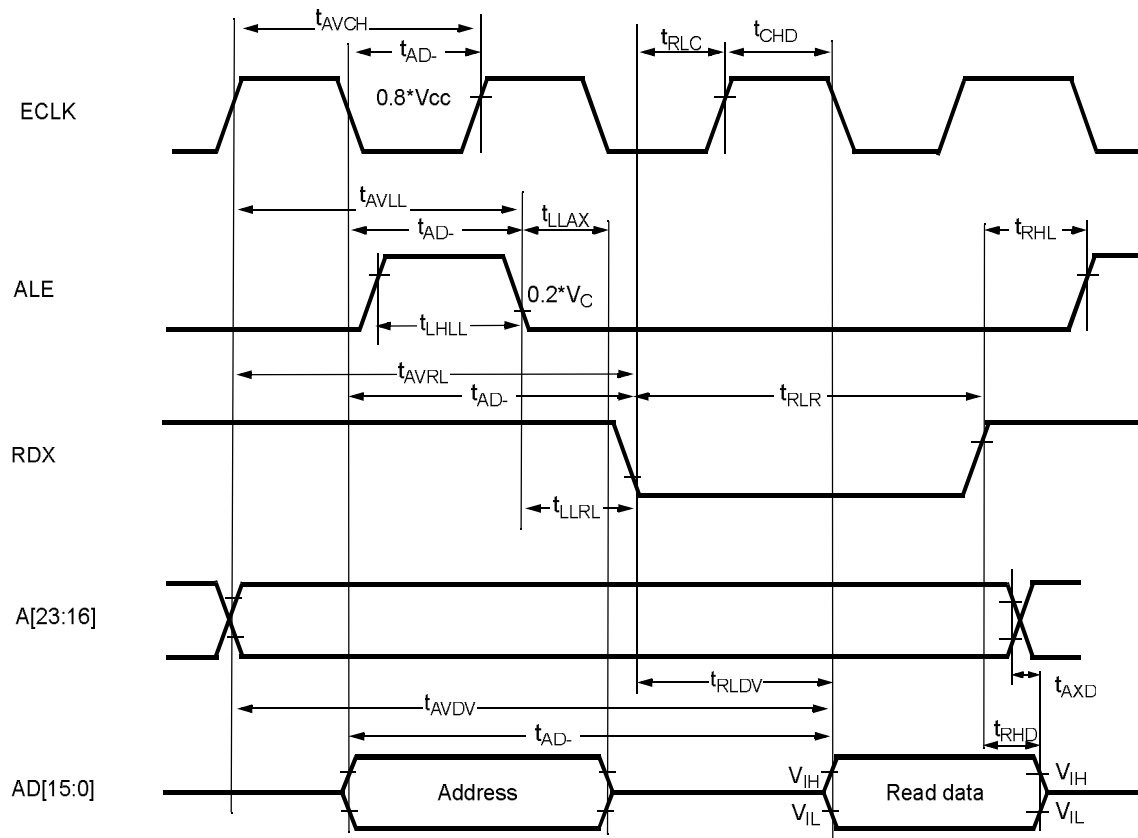 tAVCH
tAD-
tRLC
tCHD
ECLK
0.8*Vcc
tAVLL
tAD-
tLLAX
tRHL
ALE
0.2*VC
tLHLL
tAVRL
tAD-
tRLR
RDX
tLLRL
A[23:16]
tRLDV
tAXD
tAVDV
tRHD
tAD-
AD[15:0]
Address
VIH
VIL
Read data
VIH
VIL